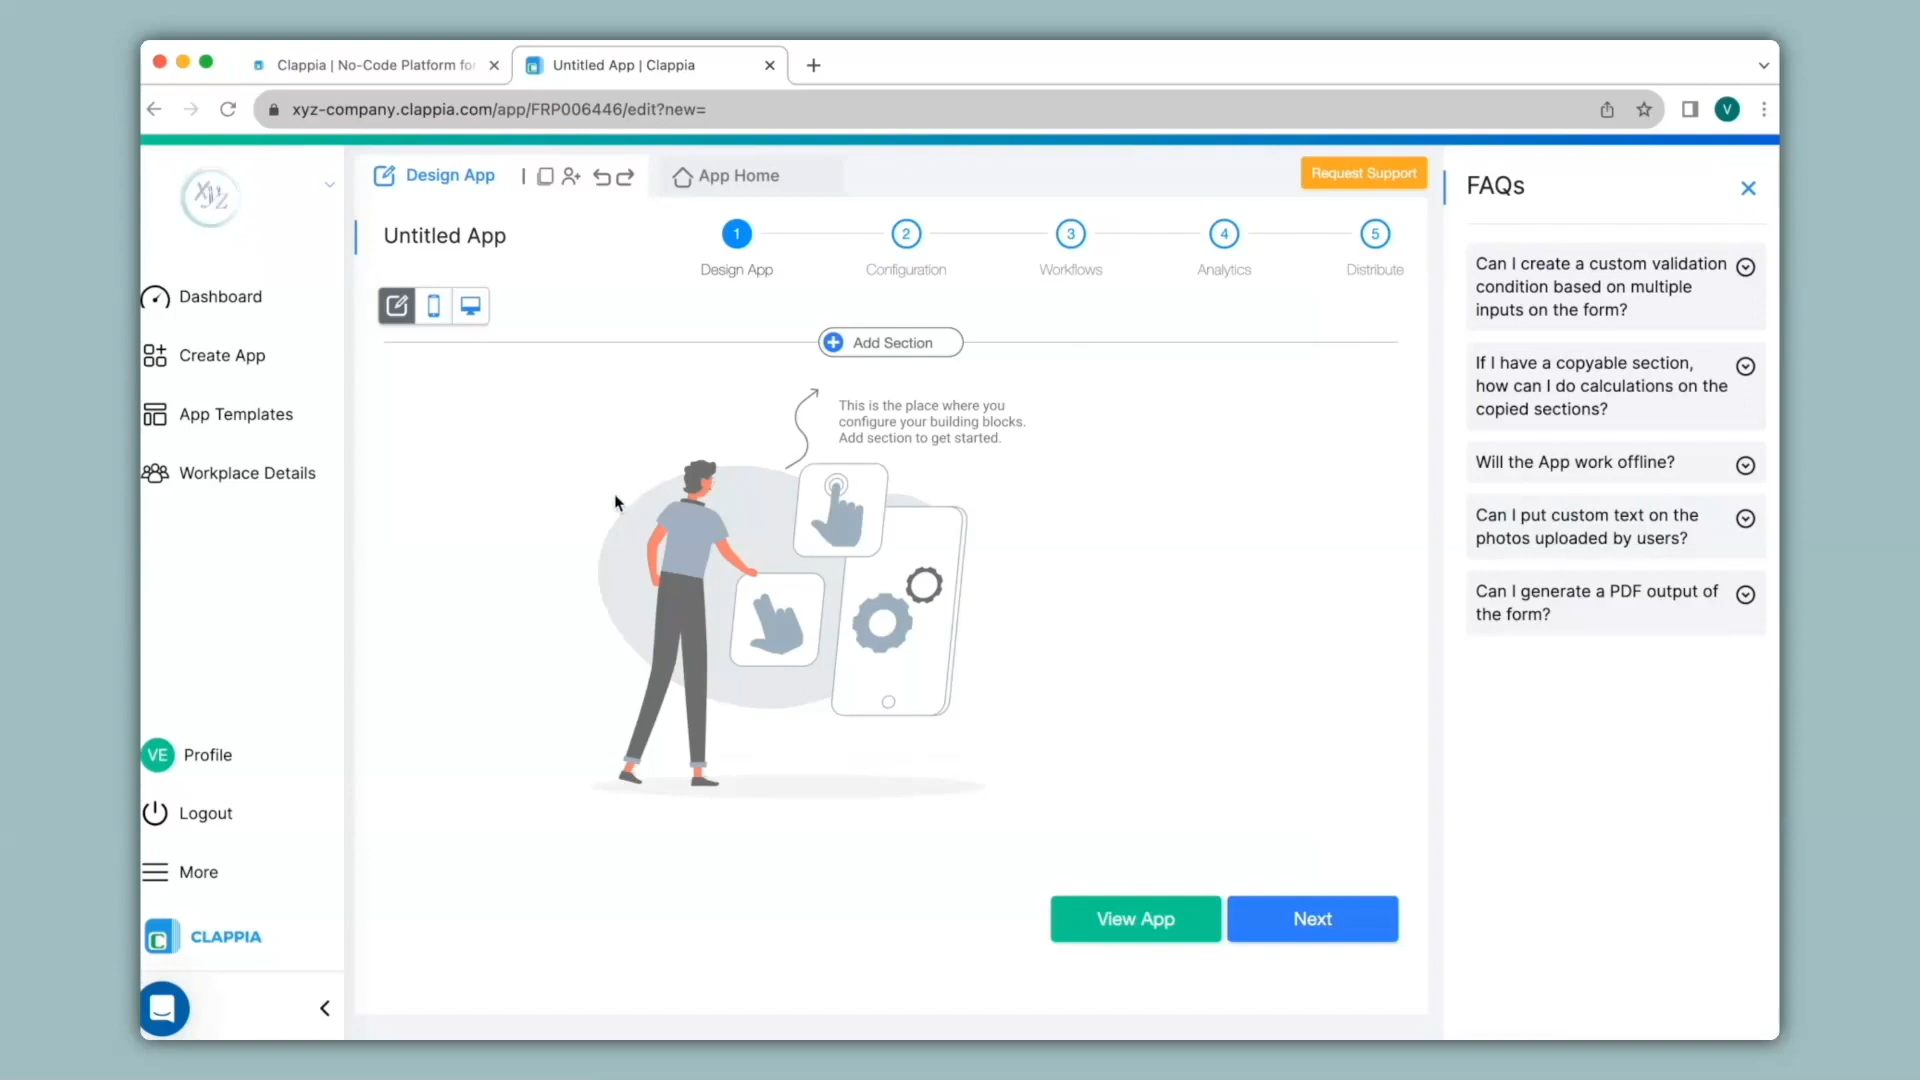 Clappia | No-Code Platform for
Untitled App | Clappia
xyz-company.clappia.com/app/FRP006446/edit?new=
V
xyz
Design App
App Home
Request Support
FAQs
Untitled App
1
2
3
4
5
Design App
Configuration
Workflows
Analytics
Distribute
Add Section
This is the place where you
configure your building blocks.
Add section to get started.
Dashboard
Create App
App Templates
Workplace Details
VE Profile
Logout
More
C CLAPPIA
Can I create a custom validation
condition based on multiple
inputs on the form?
If I have a copyable section,
how can I do calculations on the
copied sections?
Will the App work offline?
Can I put custom text on the
photos uploaded by users?
Can I generate a PDF output of
the form?
View App
Next